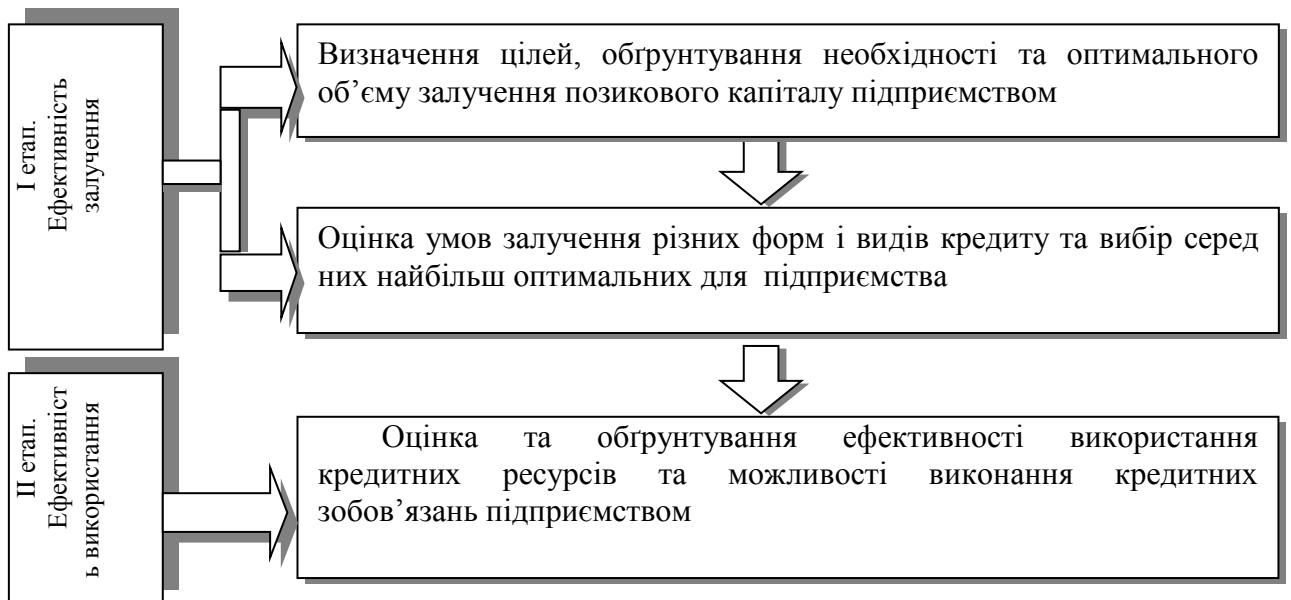 І етап.
Ефективність
залучення
Визначення цілей, обґрунтування необхідності та оптимального
об’єму залучення позикового капіталу підприємством
Оцінка умов залучення різних форм і видів кредиту та вибір серед
них найбільш оптимальних для підприємства
ІІ етап.
Ефективніст
ь використання
Оцінка та обґрунтування ефективності використання
кредитних ресурсів та можливості виконання кредитних
зобов’язань підприємством